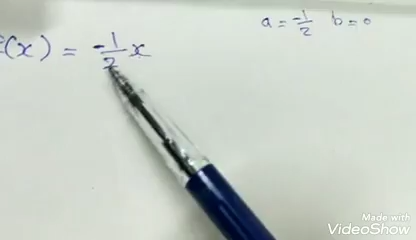 (x) = -1/2 x
a = -1/2 b = 0
Made With
VideoShow